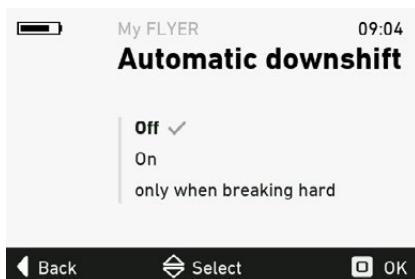 My FLYER 09:04
Automatic downshift
Off
On
only when breaking hard
Back Select OK